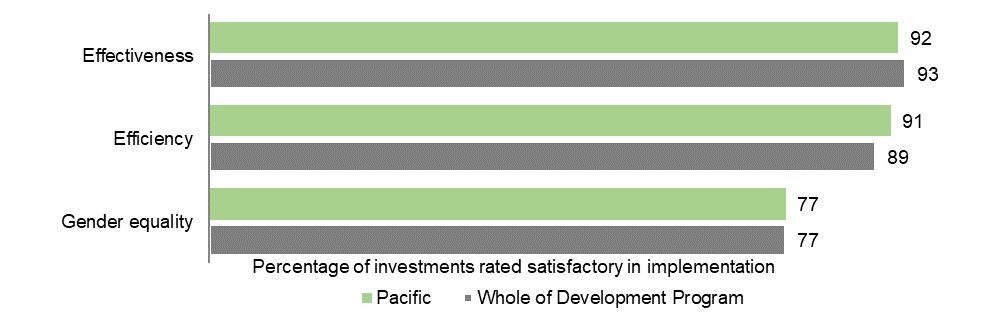 Effectiveness
92
93
Efficiency
91
89
Gender equality
77
77
Percentage of investments rated satisfactory in implementation
Pacific
Whole of Development Program